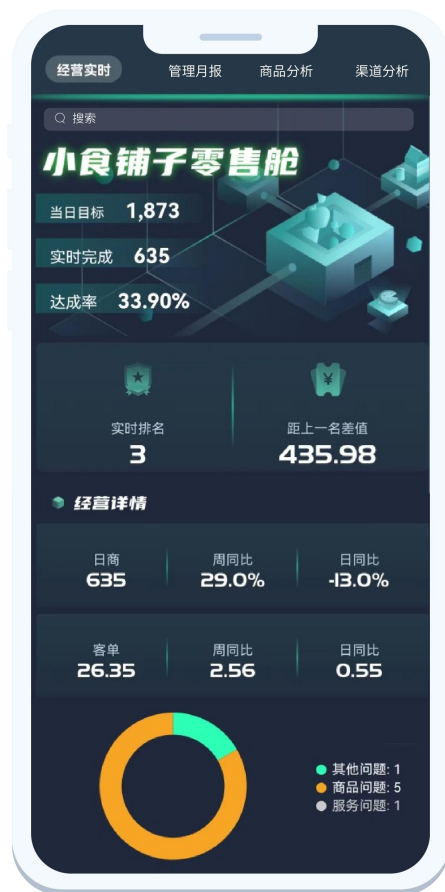 经营实时 管理月报 商品分析 渠道分析
搜索
小食铺子零售舱
当日目标 1,873
实时完成 635
达成率 33.90%
实时排名 距上一名差值
3 435.98
经营详情
日商 周同比 日同比
635 29.0% -13.0%
客单 周同比 日同比
26.35 2.56 0.55
其他问题: 1
商品问题: 5
服务问题: 1